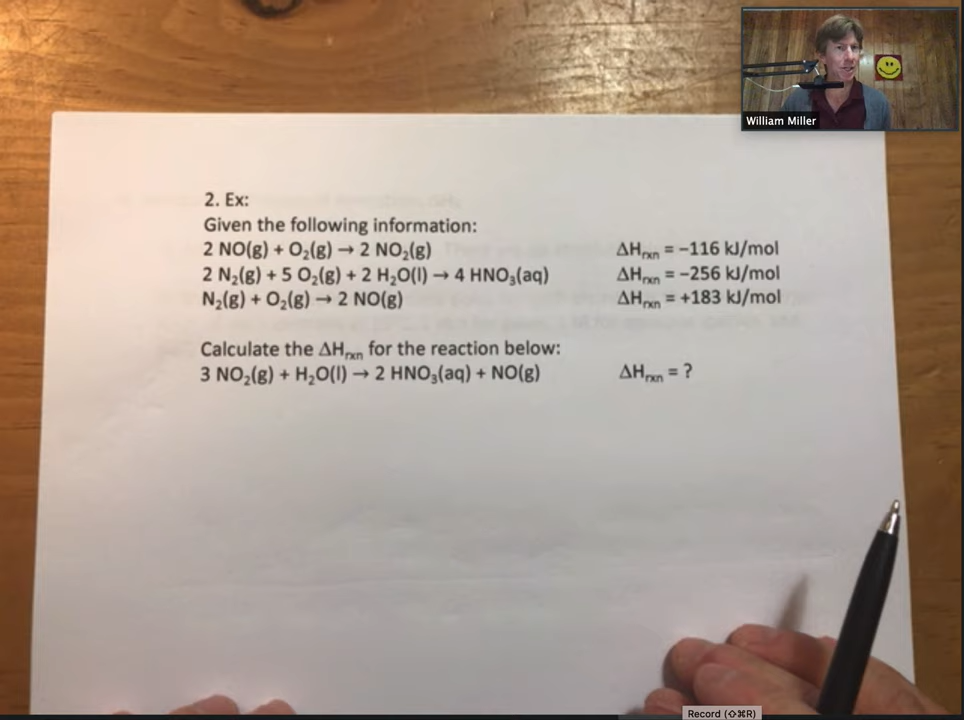 William Miller
2. Ex:
Given the following information:
2 NO(g) + O₂(g) → 2 NO₂(g) ΔHᵣₓₙ = −116 kJ/mol
2 N₂(g) + 5 O₂(g) + 2 H₂O(l) → 4 HNO₃(aq) ΔHᵣₓₙ = −256 kJ/mol
N₂(g) + O₂(g) → 2 NO(g) ΔHᵣₓₙ = +183 kJ/mol
Calculate the ΔHᵣₓₙ for the reaction below:
3 NO₂(g) + H₂O(l) → 2 HNO₃(aq) + NO(g) ΔHᵣₓₙ = ?
Record (⇧⌘R)